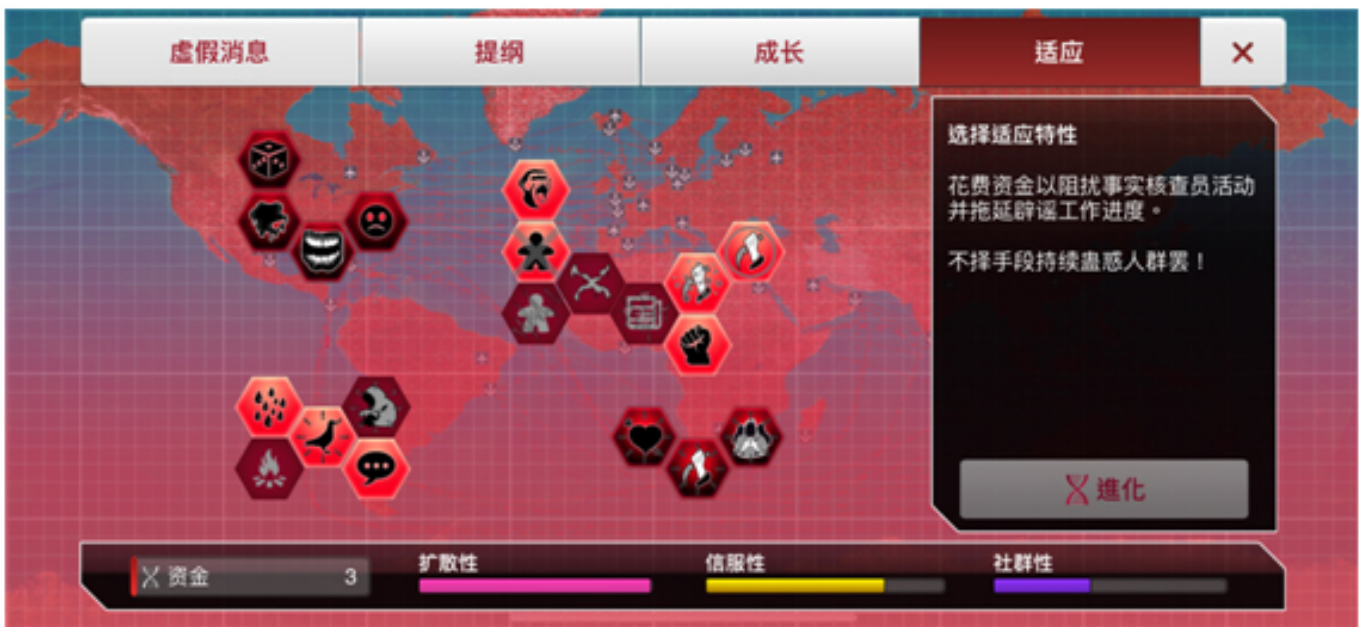 虚假消息
提纲
成长
适应
×
选择适应特性
花费资金以阻扰事实核查员活动
并拖延辟谣工作进度。
不择手段持续蛊惑人群罢！
進化
资金 3
扩散性
信服性
社群性